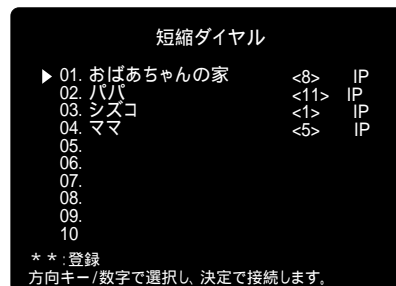 短縮ダイヤル
01. おばあちゃんの家 <8> IP
02. パパ <11> IP
03. シズコ <1> IP
04. ママ <5> IP
05.
06.
07.
08.
09.
10
＊＊:登録
方向キー/数字で選択し、決定で接続します。